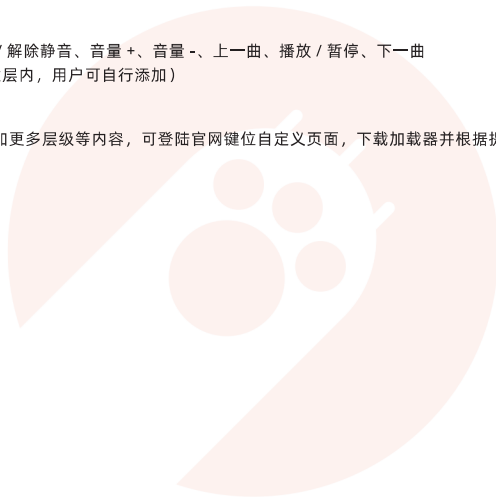 / 解除静音、音量 +、音量 -、上一曲、播放 / 暂停、下一曲
层内，用户可自行添加）
加更多层级等内容，可登陆官网键位自定义页面，下载加载器并根据